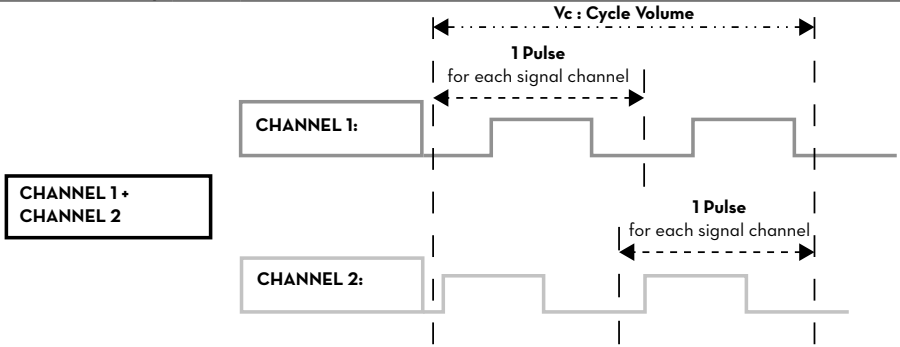 Vc : Cycle Volume
1 Pulse
for each signal channel
CHANNEL 1:
CHANNEL 1 +
CHANNEL 2
1 Pulse
for each signal channel
CHANNEL 2: